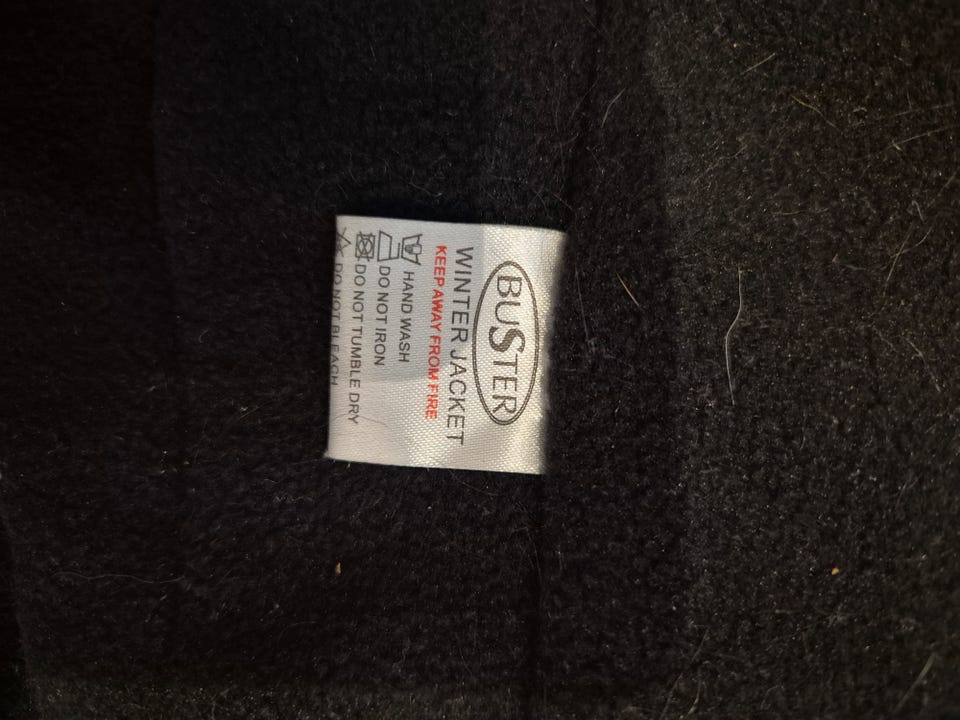 BUSTER
WINTER JACKET
KEEP AWAY FROM FIRE
HAND WASH
DO NOT IRON
DO NOT TUMBLE DRY
DO NOT BLEACH